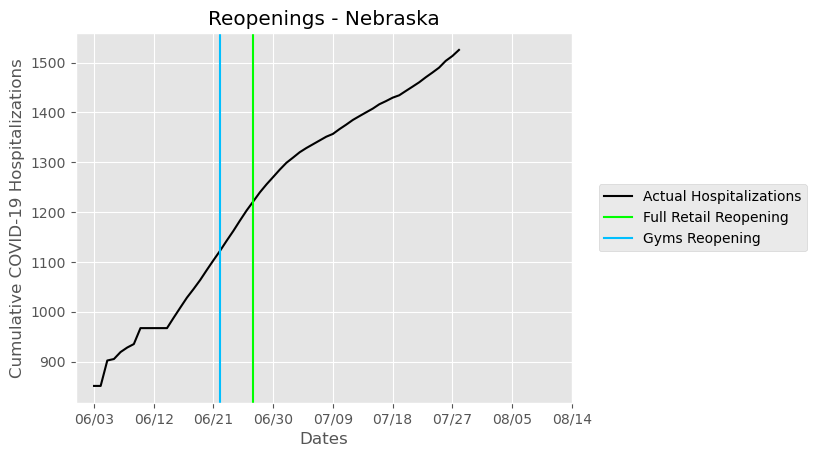 Reopenings - Nebraska
Cumulative COVID-19 Hospitalizations
1500
1400
1300
1200
1100
1000
900
06/03 06/12 06/21 06/30 07/09 07/18 07/27 08/05 08/14
Dates
Actual Hospitalizations
Full Retail Reopening
Gyms Reopening